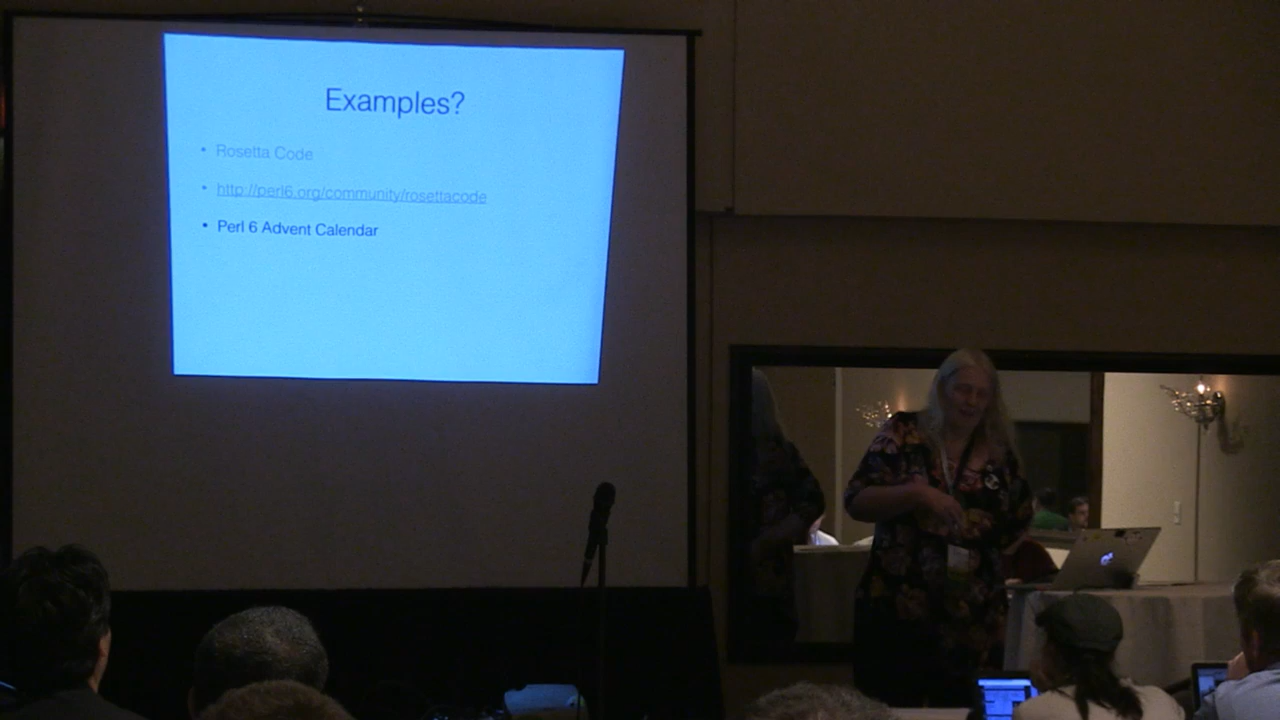 Examples?
• Rosetta Code
• http://perl6.org/community/rosettacode
• Perl 6 Advent Calendar